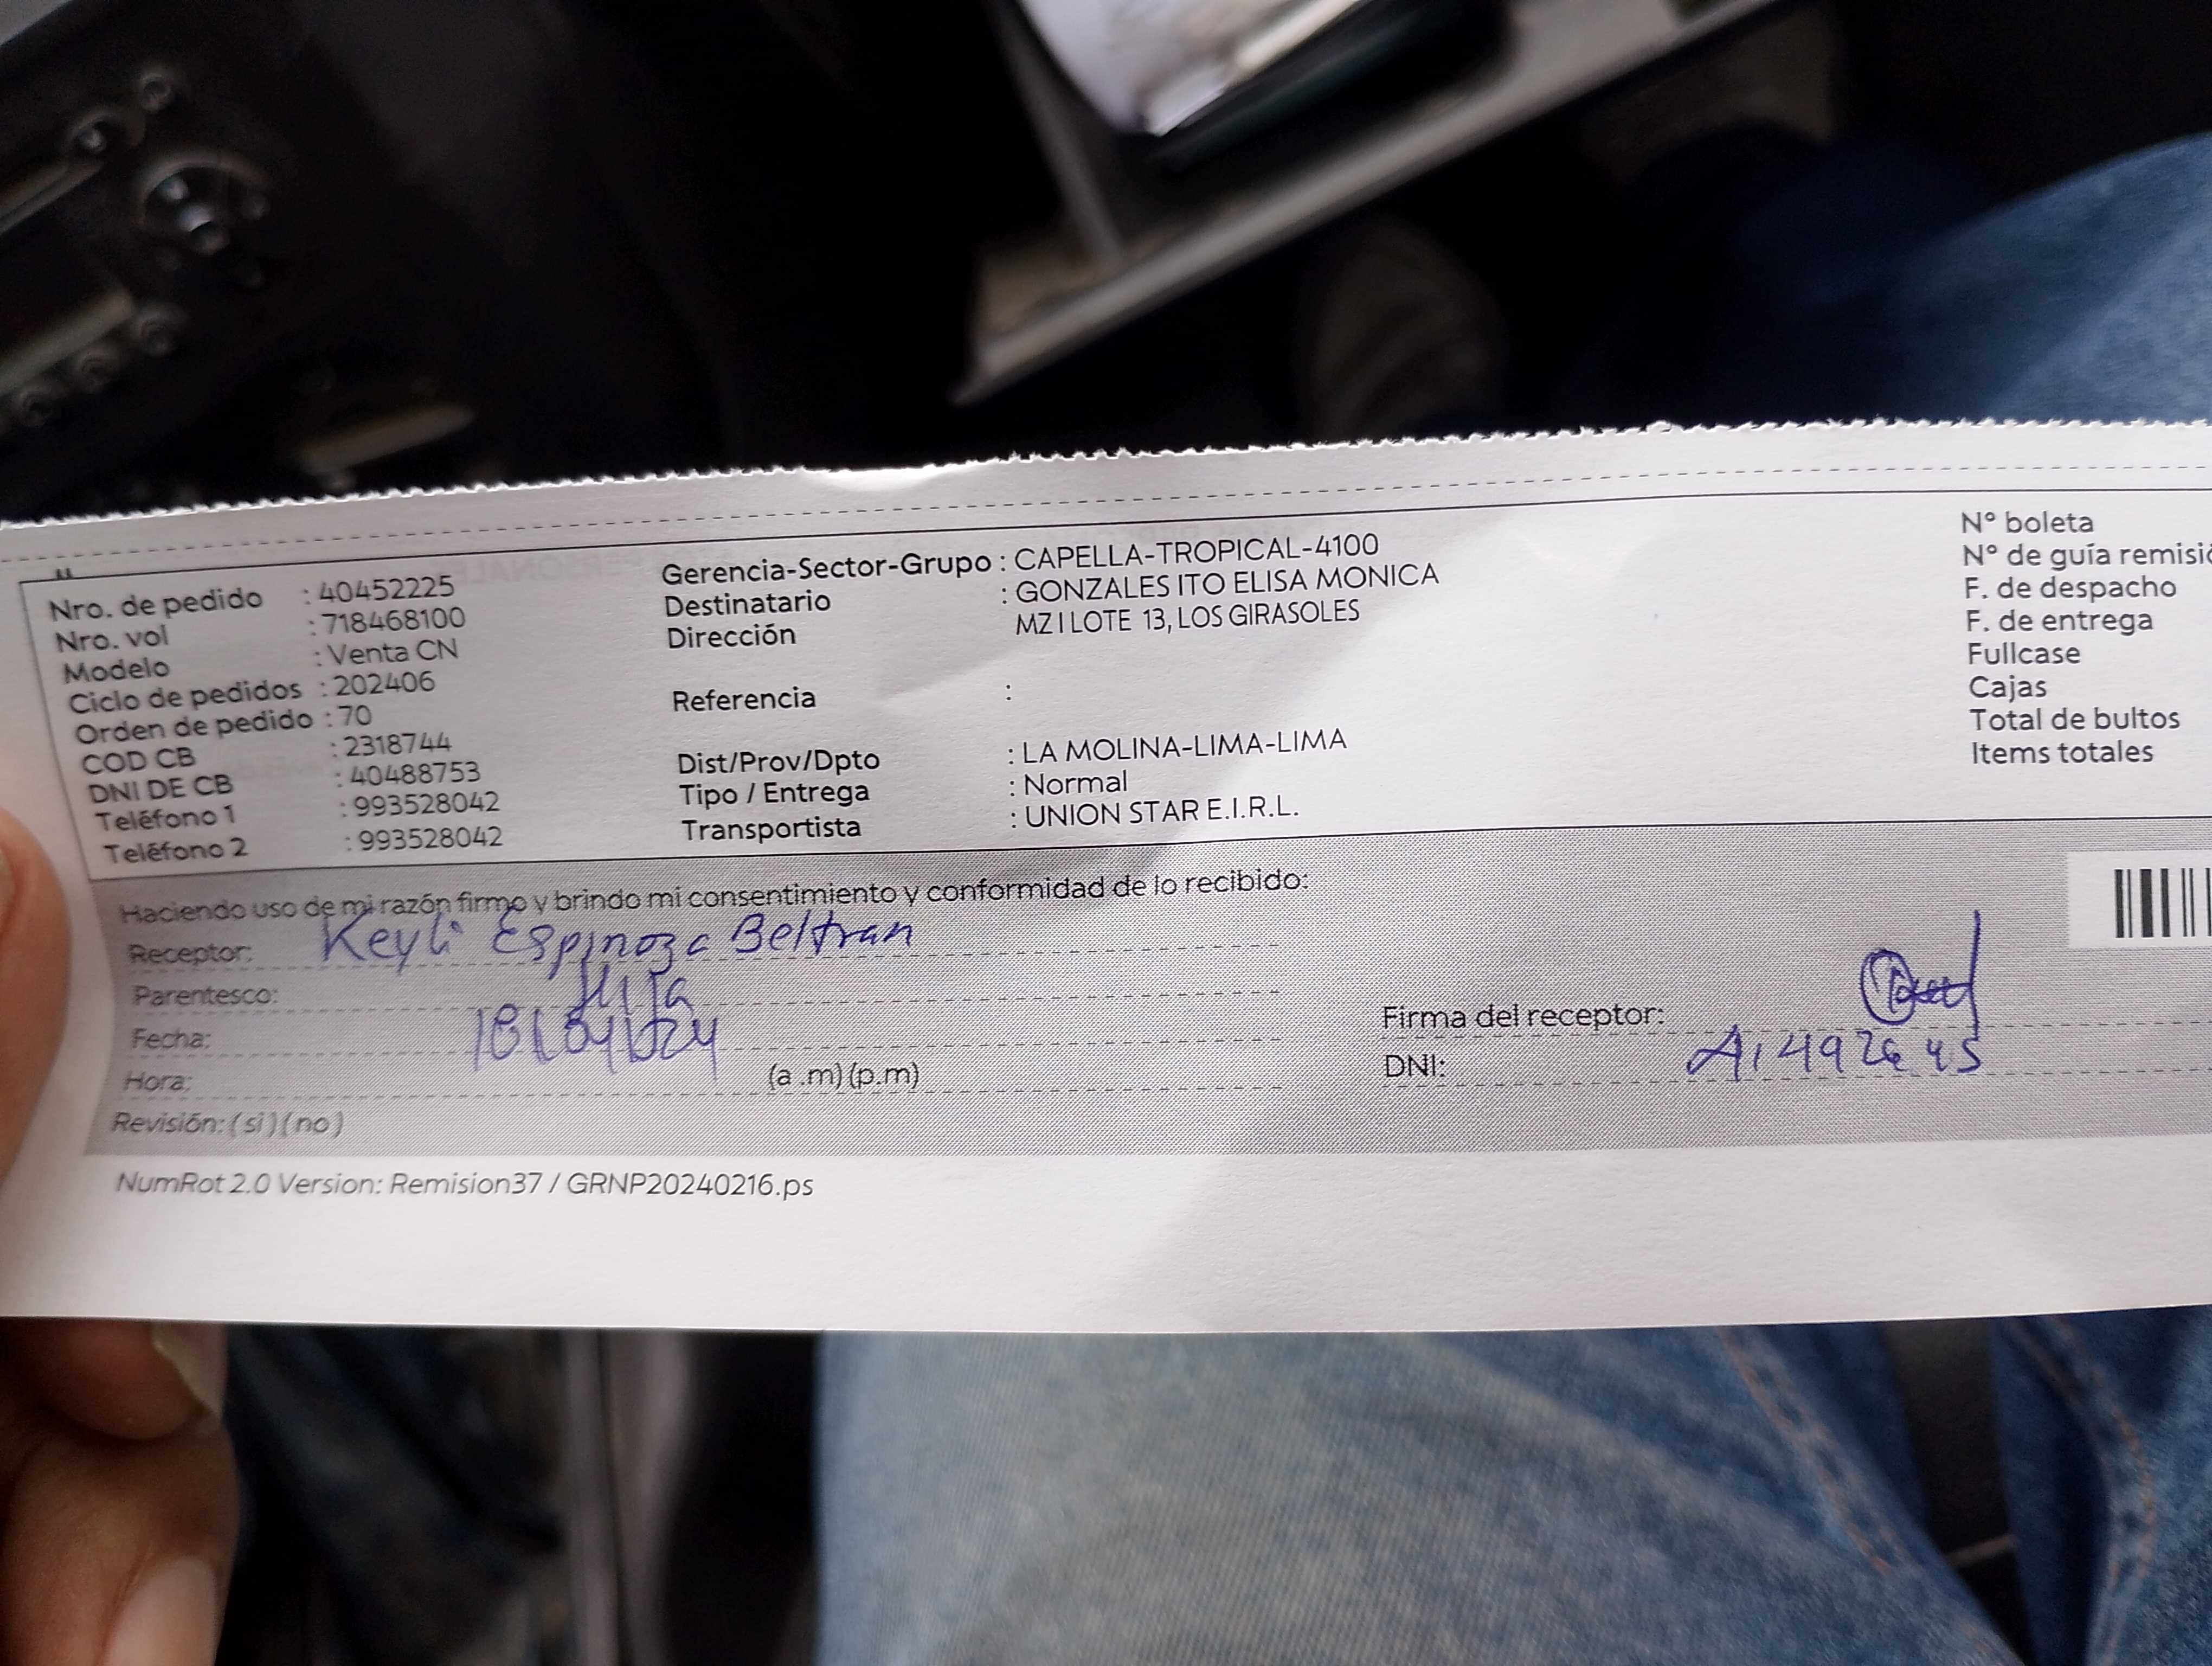 Nro. de pedido : 40452225
Nro. vol : 718468100
Modelo : Venta CN
Ciclo de pedidos : 202406
Orden de pedido : 70
COD CB : 2318744
DNI DE CB : 40488753
Teléfono 1 : 993528042
Teléfono 2 : 993528042
Gerencia-Sector-Grupo : CAPELLA-TROPICAL-4100
Destinatario : GONZALES ITO ELISA MONICA
Dirección MZ I LOTE 13, LOS GIRASOLES
Referencia :
Dist/Prov/Dpto : LA MOLINA-LIMA-LIMA
Tipo / Entrega : Normal
Transportista : UNION STAR E.I.R.L.
N° boleta
N° de guía remisió
F. de despacho
F. de entrega
Fullcase
Cajas
Total de bultos
Items totales
Haciendo uso de mi razón firmo y brindo mi consentimiento y conformidad de lo recibido:
Receptor: Keyli Espinoza Beltran
Parentesco: Hija
Fecha:
Hora: (a .m) (p.m)
Revisión: ( si ) ( no )
Firma del receptor:
DNI:
NumRot 2.0 Version: Remision37 / GRNP20240216.ps